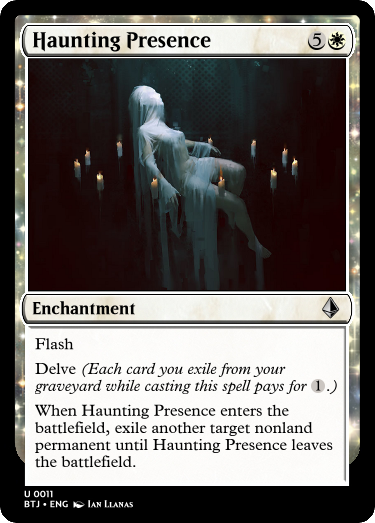 Haunting Presence 5
Enchantment
Flash
Delve (Each card you exile from your
graveyard while casting this spell pays for 1.)
When Haunting Presence enters the
battlefield, exile another target nonland
permanent until Haunting Presence leaves
the battlefield.
U 0011
BTJ • ENG Ian Llanas